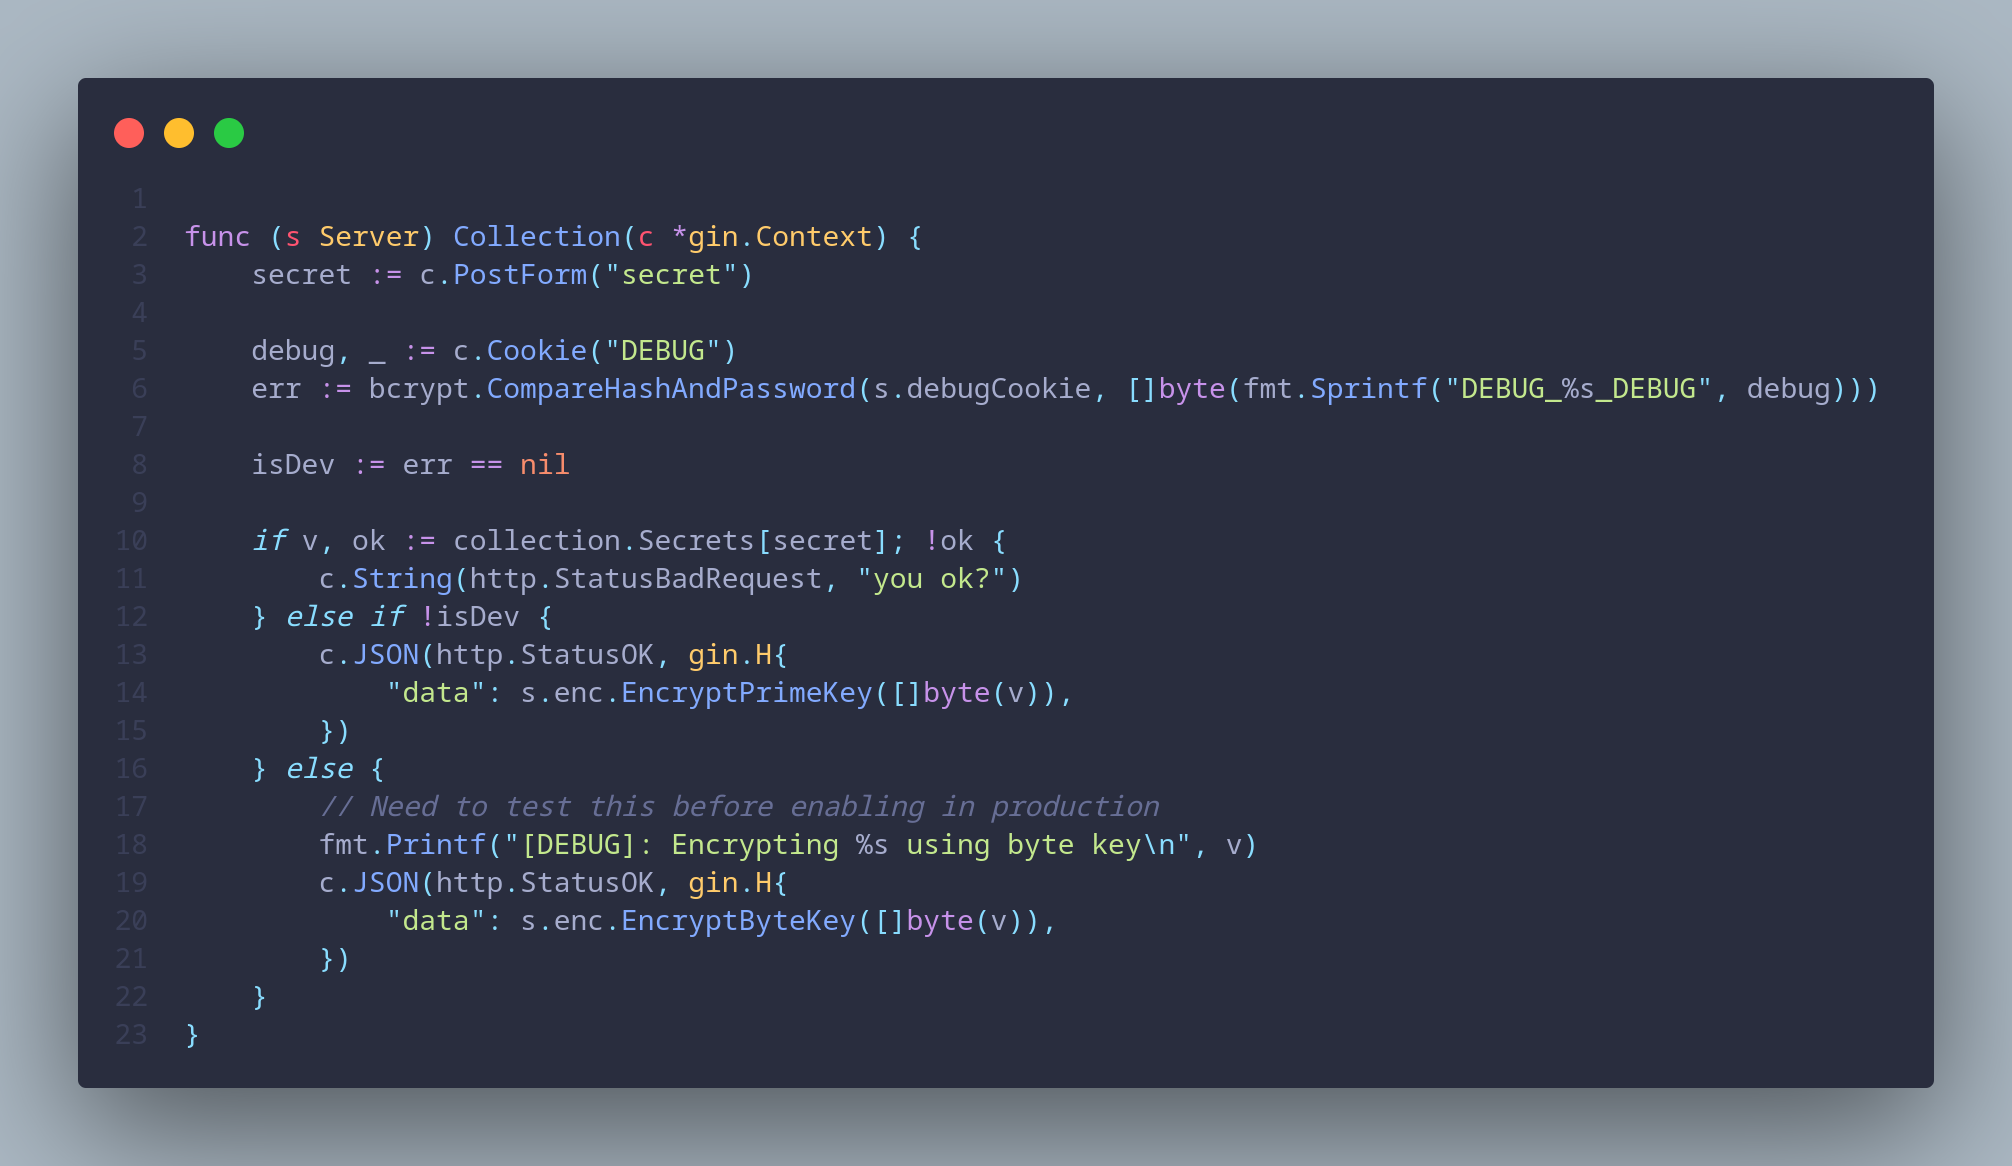 1
2 func (s Server) Collection(c *gin.Context) {
3     secret := c.PostForm("secret")
4
5     debug, _ := c.Cookie("DEBUG")
6     err := bcrypt.CompareHashAndPassword(s.debugCookie, []byte(fmt.Sprintf("DEBUG_%s_DEBUG", debug)))
7
8     isDev := err == nil
9
10     if v, ok := collection.Secrets[secret]; !ok {
11         c.String(http.StatusBadRequest, "you ok?")
12     } else if !isDev {
13         c.JSON(http.StatusOK, gin.H{
14             "data": s.enc.EncryptPrimeKey([]byte(v)),
15         })
16     } else {
17         // Need to test this before enabling in production
18         fmt.Printf("[DEBUG]: Encrypting %s using byte key\n", v)
19         c.JSON(http.StatusOK, gin.H{
20             "data": s.enc.EncryptByteKey([]byte(v)),
21         })
22     }
23 }